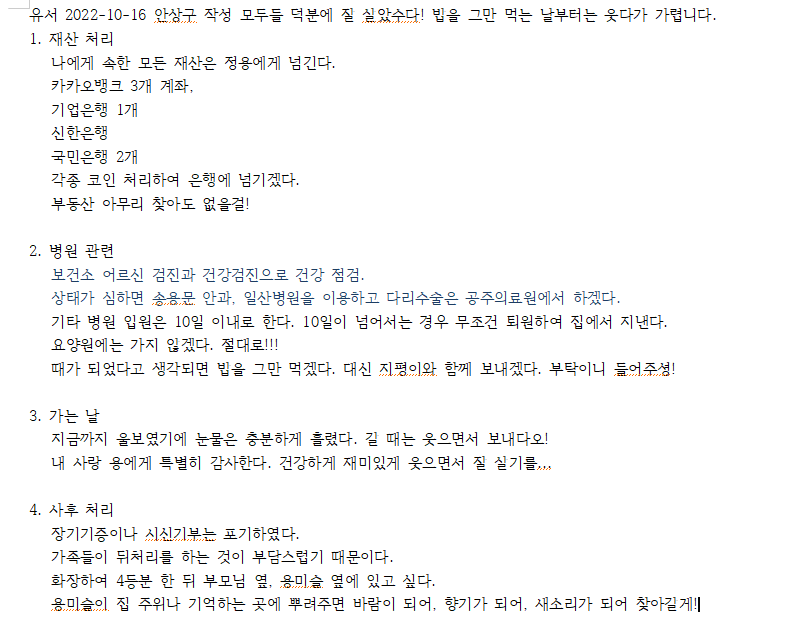 유서 2022-10-16 안상구 작성 모두들 덕분에 질 실았수다! 빕을 그만 먹는 날부터는 웃다가 가렵니다.
1. 재산 처리
나에게 속한 모든 재산은 정용에게 넘긴다.
카카오뱅크 3개 계좌,
기업은행 1개
신한은행
국민은행 2개
각종 코인 처리하여 은행에 넘기겠다.
부동산 아무리 찾아도 없을걸!
2. 병원 관련
보건소 어르신 검진과 건강검진으로 건강 점검.
상태가 심하면 송용문 안과, 일산병원을 이용하고 다리수술은 공주의료원에서 하겠다.
기타 병원 입원은 10일 이내로 한다. 10일이 넘어서는 경우 무조건 퇴원하여 집에서 지낸다.
요양원에는 가지 않겠다. 절대로!!!
때가 되었다고 생각되면 빕을 그만 먹겠다. 대신 지평이와 함께 보내겠다. 부탁이니 들어주셩!
3. 가는 날
지금까지 울보였기에 눈물은 충분하게 흘렸다. 길 때는 웃으면서 보내다오!
내 사랑 용에게 특별히 감사한다. 건강하게 재미있게 웃으면서 질 실기를,,,
4. 사후 처리
장기기증이나 시신기부는 포기하였다.
가족들이 뒤처리를 하는 것이 부담스럽기 때문이다.
화장하여 4등분 한 뒤 부모님 옆, 용미슬 옆에 있고 싶다.
용미슬이 집 주위나 기억하는 곳에 뿌려주면 바람이 되어, 향기가 되어, 새소리가 되어 찾아길게!